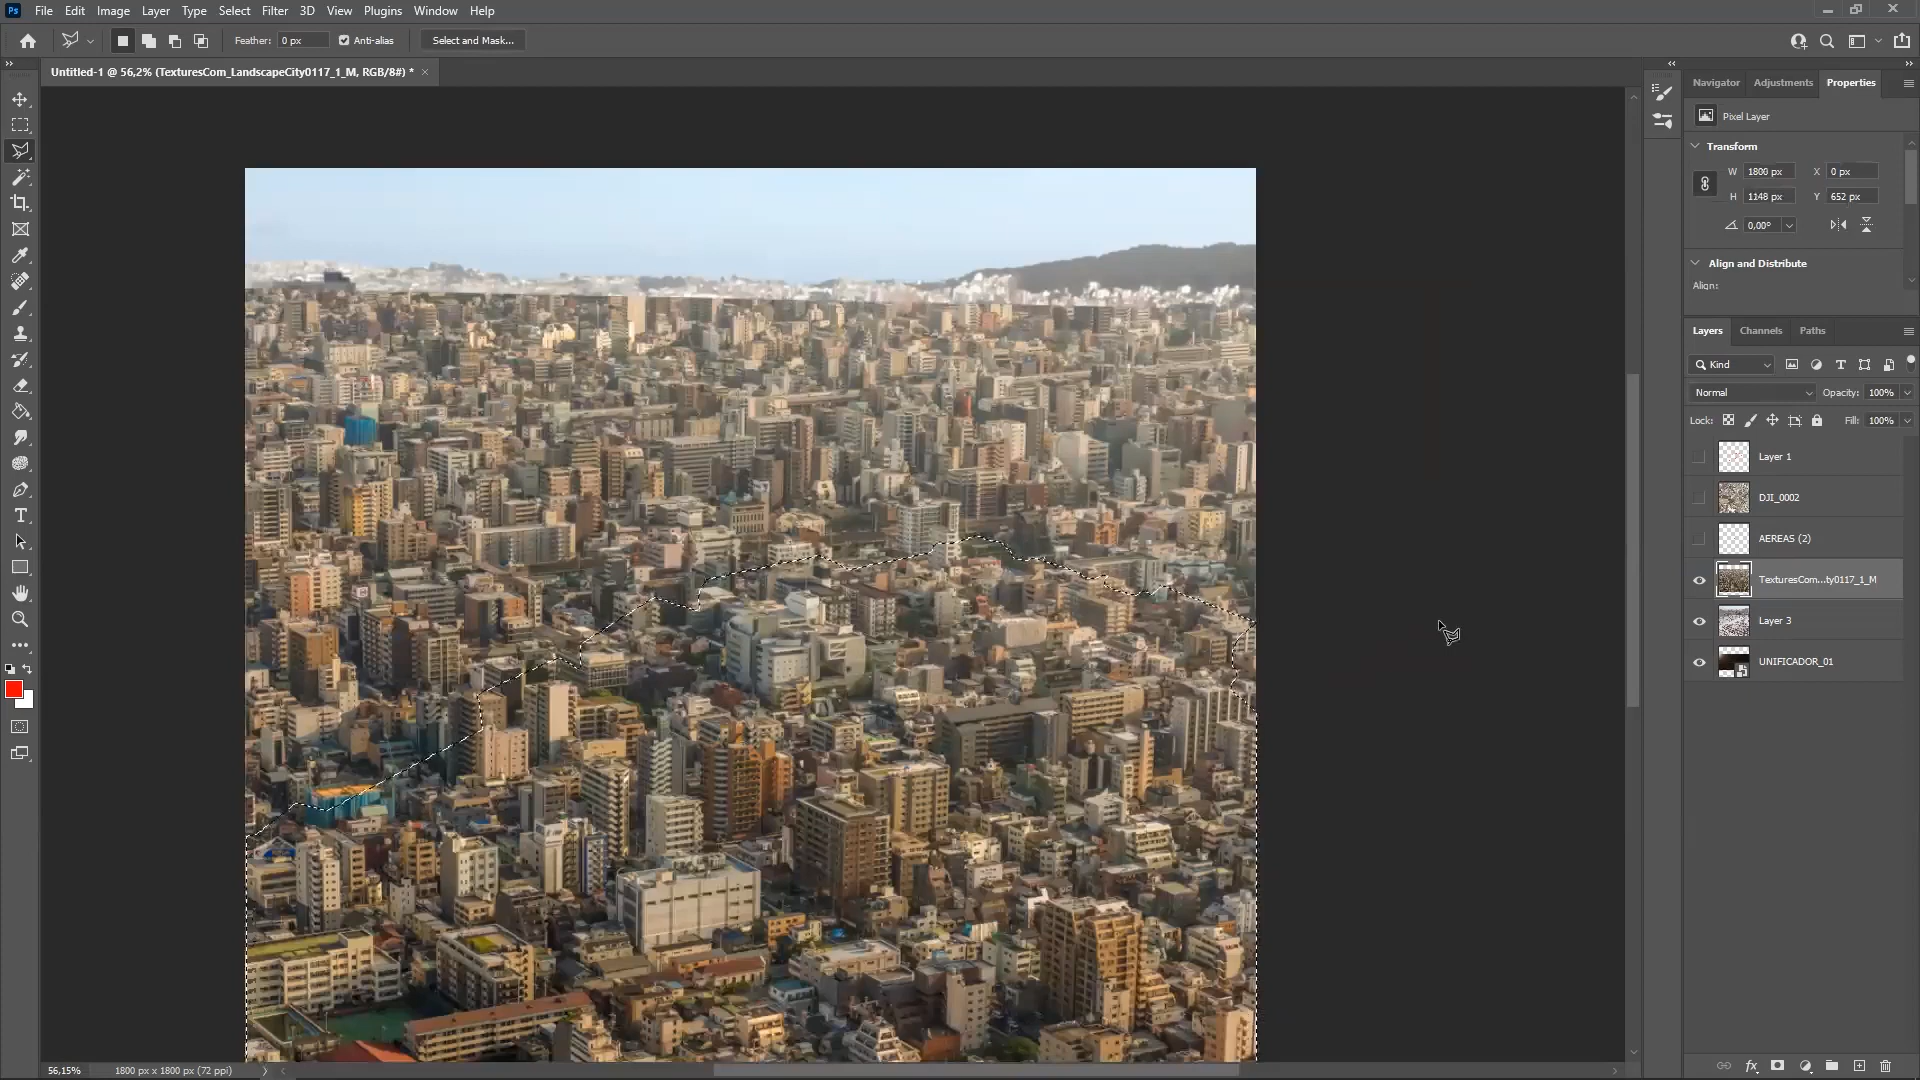 Ps File Edit Image Layer Type Select Filter 3D View Plugins Window Help
Feather: 0 px Anti-alias Select and Mask...
Untitled-1 @ 56,2% (TexturesCom_LandscapeCity0117_1_M, RGB/8#) * ×
Navigator Adjustments Properties
Pixel Layer
Transform
W 1800 px X 0 px
H 1148 px Y 652 px
0,00°
Align and Distribute
Align:
Layers Channels Paths
Kind
Normal Opacity: 100%
Lock: Fill: 100%
Layer 1
DJI_0002
AEREAS (2)
TexturesCom...ty0117_1_M
Layer 3
UNIFICADOR_01
56,15% 1800 px x 1800 px (72 ppi)